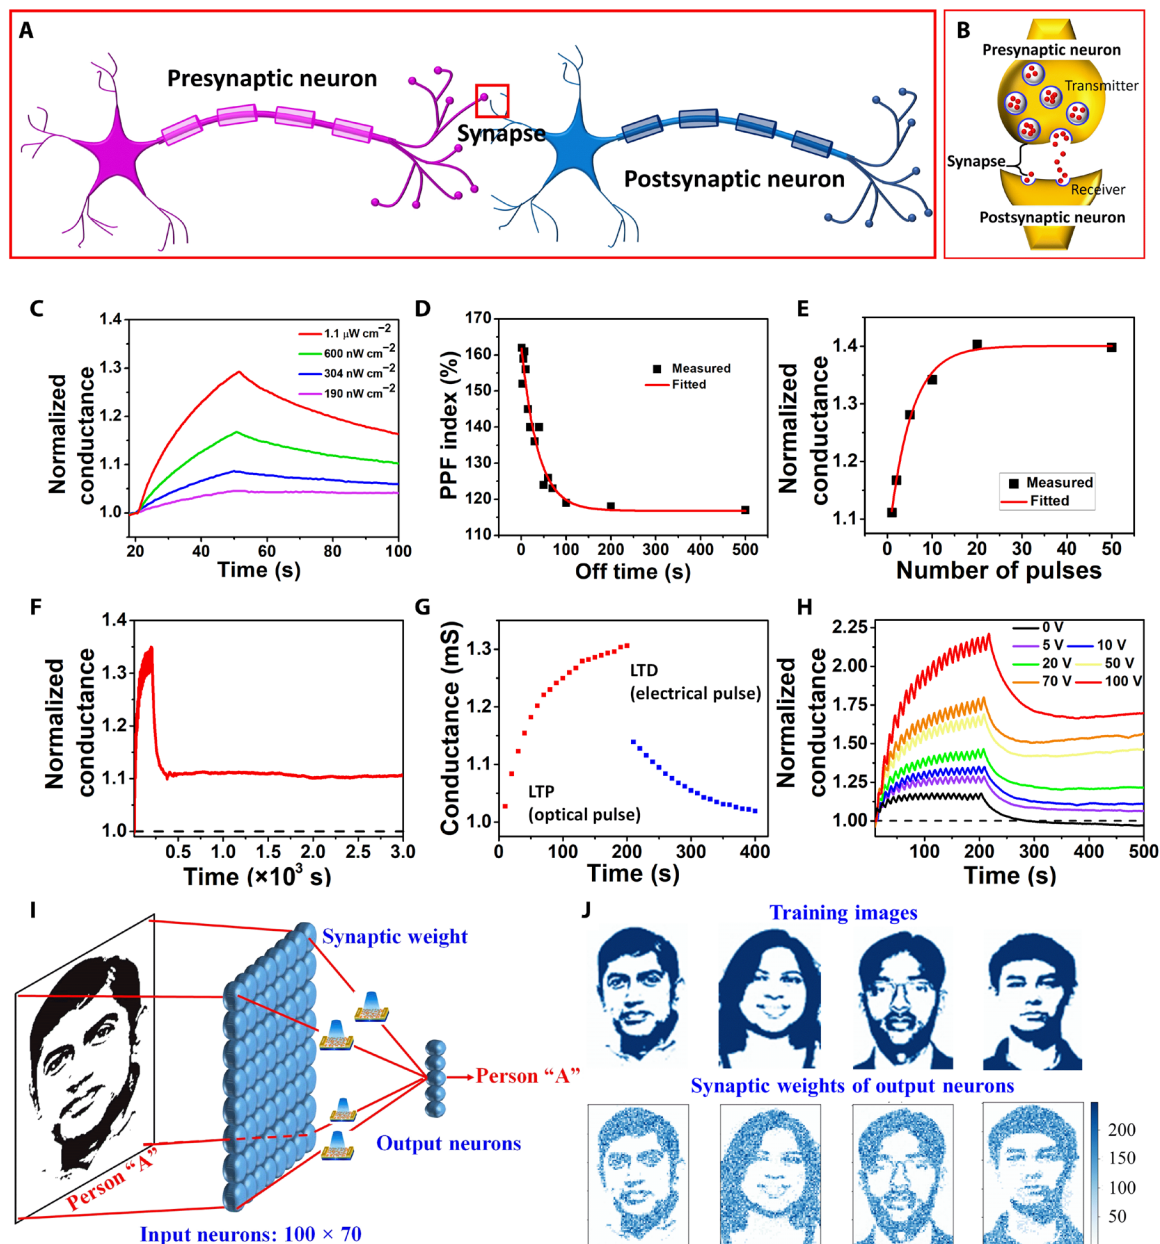 A
Presynaptic neuron
Synapse
Postsynaptic neuron
B
Presynaptic neuron
Transmitter
Synapse
Receiver
Postsynaptic neuron
C
Normalized
conductance
1.4
1.3
1.2
1.1
1.0
1.1 μW cm⁻²
600 nW cm⁻²
304 nW cm⁻²
190 nW cm⁻²
20 40 60 80 100
Time (s)
D
PPF index (%)
170
160
150
140
130
120
110
Measured
Fitted
0 100 200 300 400 500
Off time (s)
E
Normalized
conductance
1.4
1.3
1.2
1.1
Measured
Fitted
0 10 20 30 40 50
Number of pulses
F
Normalized
conductance
1.4
1.3
1.2
1.1
1.0
0.5 1.0 1.5 2.0 2.5 3.0
Time (×10³ s)
G
Conductance (mS)
1.3
1.2
1.1
1.0
LTD
(electrical pulse)
LTP
(optical pulse)
0 100 200 300 400
Time (s)
H
Normalized
conductance
2.25
2.00
1.75
1.50
1.25
1.00
0 V
5 V 10 V
20 V 50 V
70 V 100 V
100 200 300 400 500
Time (s)
I
Synaptic weight
Person “A”
Output neurons
Person “A”
Input neurons: 100 × 70
J
Training images
Synaptic weights of output neurons
200
150
100
50
0